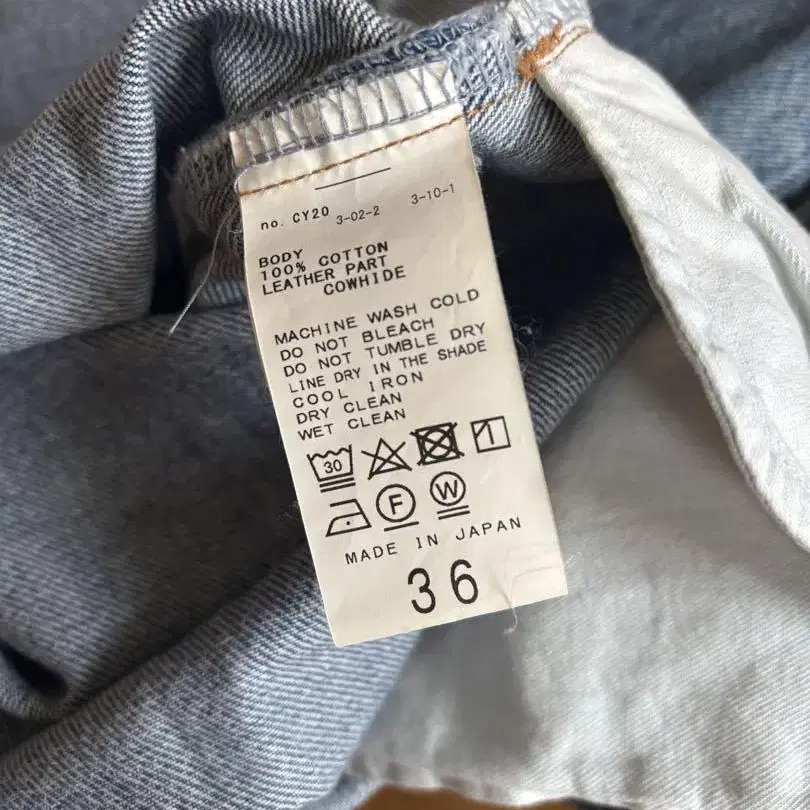 no. CY20 3-02-2 3-10-1
BODY
100% COTTON
LEATHER PART
COWHIDE
MACHINE WASH COLD
DO NOT BLEACH
DO NOT TUMBLE DRY
LINE DRY IN THE SHADE
COOL IRON
DRY CLEAN
WET CLEAN
30
F W
MADE IN JAPAN
36